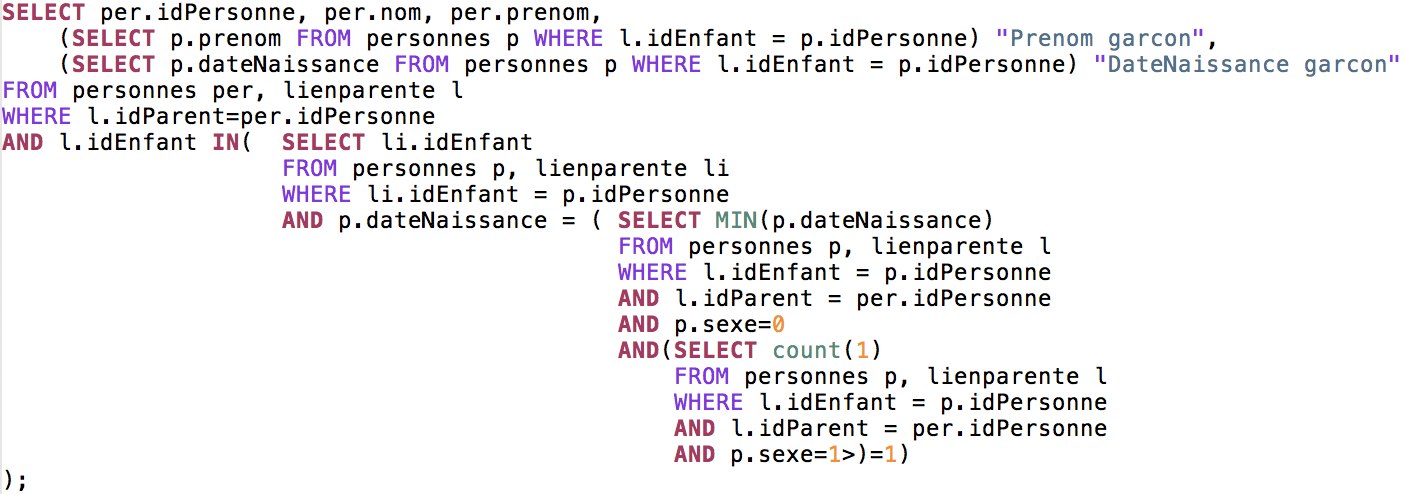 SELECT per.idPersonne, per.nom, per.prenom,
(SELECT p.prenom FROM personnes p WHERE l.idEnfant = p.idPersonne) "Prenom garcon",
(SELECT p.dateNaissance FROM personnes p WHERE l.idEnfant = p.idPersonne) "DateNaissance garcon"
FROM personnes per, lienparente l
WHERE l.idParent=per.idPersonne
AND l.idEnfant IN( SELECT li.idEnfant
FROM personnes p, lienparente li
WHERE li.idEnfant = p.idPersonne
AND p.dateNaissance = ( SELECT MIN(p.dateNaissance)
FROM personnes p, lienparente l
WHERE l.idEnfant = p.idPersonne
AND l.idParent = per.idPersonne
AND p.sexe=0
AND(SELECT count(1)
FROM personnes p, lienparente l
WHERE l.idEnfant = p.idPersonne
AND l.idParent = per.idPersonne
AND p.sexe=1>)=1)
);